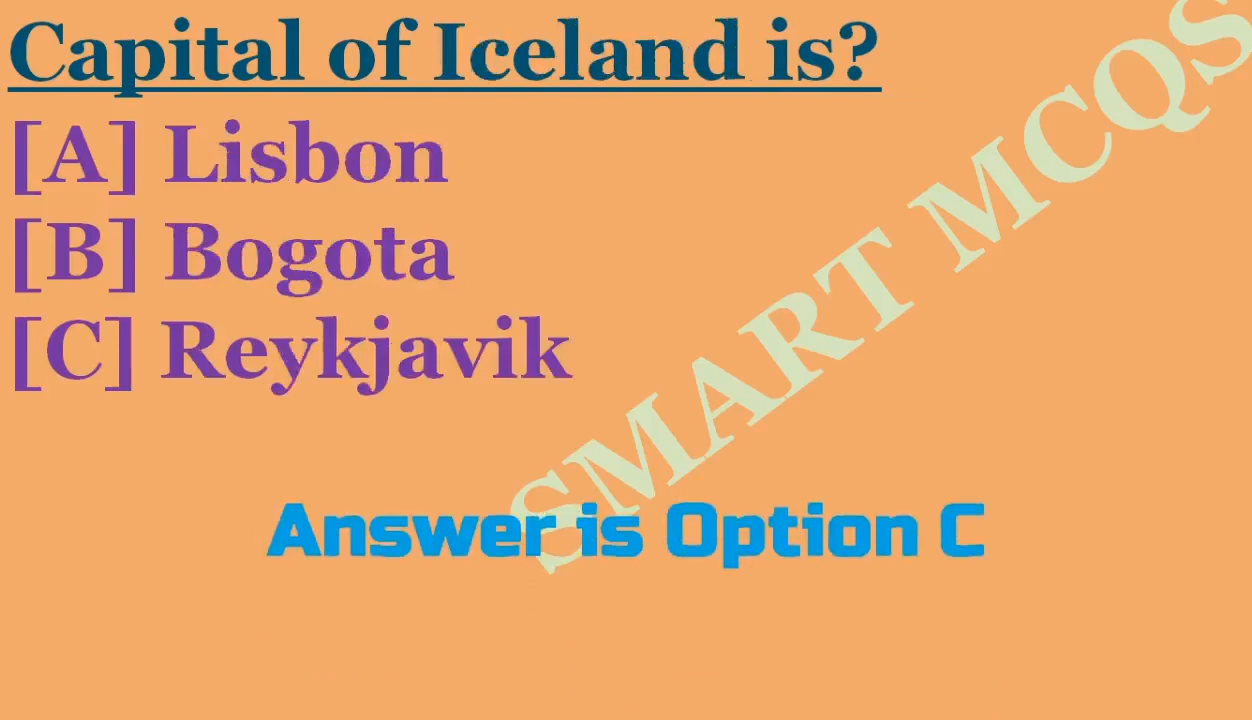 Capital of Iceland is?
[A] Lisbon
[B] Bogota
[C] Reykjavik
SMART MCQS
Answer is Option C